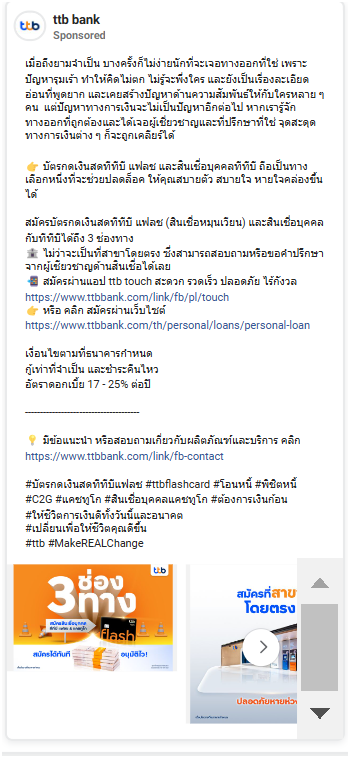 ttb bank
Sponsored
เมื่อถึงยามจำเป็น บางครั้งก็ไม่ง่ายนักที่จะเจอทางออกที่ใช่ เพราะ
ปัญหารุมเร้า ทำให้คิดไม่ตก ไม่รู้จะพึ่งใคร และยังเป็นเรื่องละเอียด
อ่อนที่พูดยาก และเคยสร้างปัญหาด้านความสัมพันธ์ให้กับใครหลาย ๆ
คน แต่ปัญหาทางการเงินจะไม่เป็นปัญหาอีกต่อไป หากเรารู้จัก
ทางออกที่ถูกต้องและได้เจอผู้เชี่ยวชาญและที่ปรึกษาที่ใช่ จุดสะดุด
ทางการเงินต่าง ๆ ก็จะถูกเคลียร์ได้
👉 บัตรกดเงินสดทีทีบี แฟลช และสินเชื่อบุคคลทีทีบี ถือเป็นทาง
เลือกหนึ่งที่จะช่วยปลดล็อค ให้คุณสบายตัว สบายใจ หายใจคล่องขึ้น
ได้
สมัครบัตรกดเงินสดทีทีบี แฟลช (สินเชื่อหมุนเวียน) และสินเชื่อบุคคล
กับทีทีบีได้ถึง 3 ช่องทาง
🏦 ไม่ว่าจะเป็นที่สาขาโดยตรง ซึ่งสามารถสอบถามหรือขอคำปรึกษา
จากผู้เชี่ยวชาญด้านสินเชื่อได้เลย
📲 สมัครผ่านแอป ttb touch สะดวก รวดเร็ว ปลอดภัย ไร้กังวล
https://www.ttbbank.com/link/fb/pl/touch
👉 หรือ คลิก สมัครผ่านเว็บไซต์
https://www.ttbbank.com/th/personal/loans/personal-loan
เงื่อนไขตามที่ธนาคารกำหนด
กู้เท่าที่จำเป็น และชำระคืนไหว
อัตราดอกเบี้ย 17 - 25% ต่อปี
--------------------------------------
💡 มีข้อแนะนำ หรือสอบถามเกี่ยวกับผลิตภัณฑ์และบริการ คลิก
https://www.ttbbank.com/link/fb-contact
#บัตรกดเงินสดทีทีบีแฟลช #ttbflashcard #โอนหนี้ #พิชิตหนี้
#C2G #แคชทูโก #สินเชื่อบุคคลแคชทูโก #ต้องการเงินก้อน
#ให้ชีวิตการเงินดีทั้งวันนี้และอนาคต
#เปลี่ยนเพื่อให้ชีวิตคุณดีขึ้น
#ttb #MakeREALChange
ttb
3 ช่อง
ทาง
flash
สมัครได้ทันที
อนุมัติไว!
สมัครที่สาขา
โดยตรง
ปลอดภัยหายห่วง